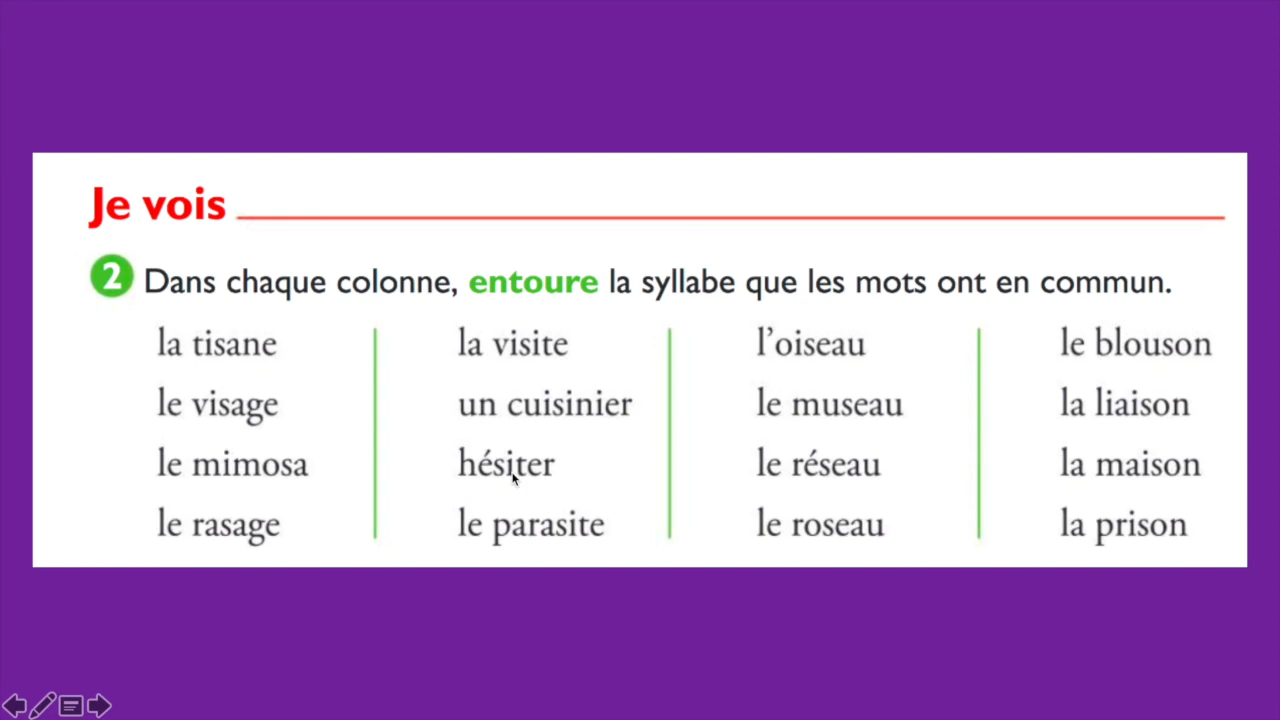 Je vois
2 Dans chaque colonne, entoure la syllabe que les mots ont en commun.
la tisane
le visage
le mimosa
le rasage
la visite
un cuisinier
hésiter
le parasite
l’oiseau
le museau
le réseau
le roseau
le blouson
la liaison
la maison
la prison